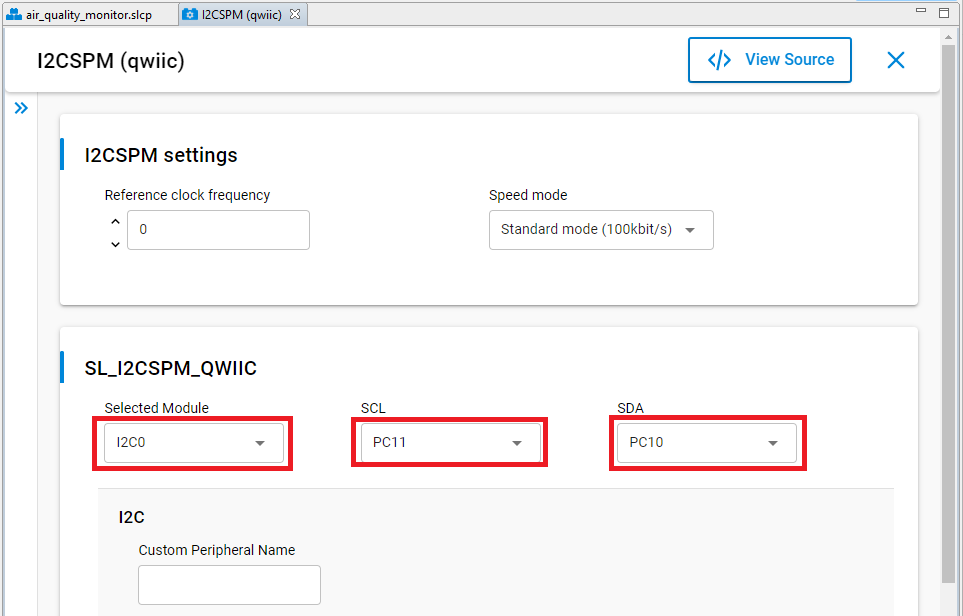 air_quality_monitor.slcp I2CSPM (qwiic)
I2CSPM (qwiic) </> View Source
I2CSPM settings
Reference clock frequency Speed mode
0 Standard mode (100kbit/s)
SL_I2CSPM_QWIIC
Selected Module SCL SDA
I2C0 PC11 PC10
I2C
Custom Peripheral Name